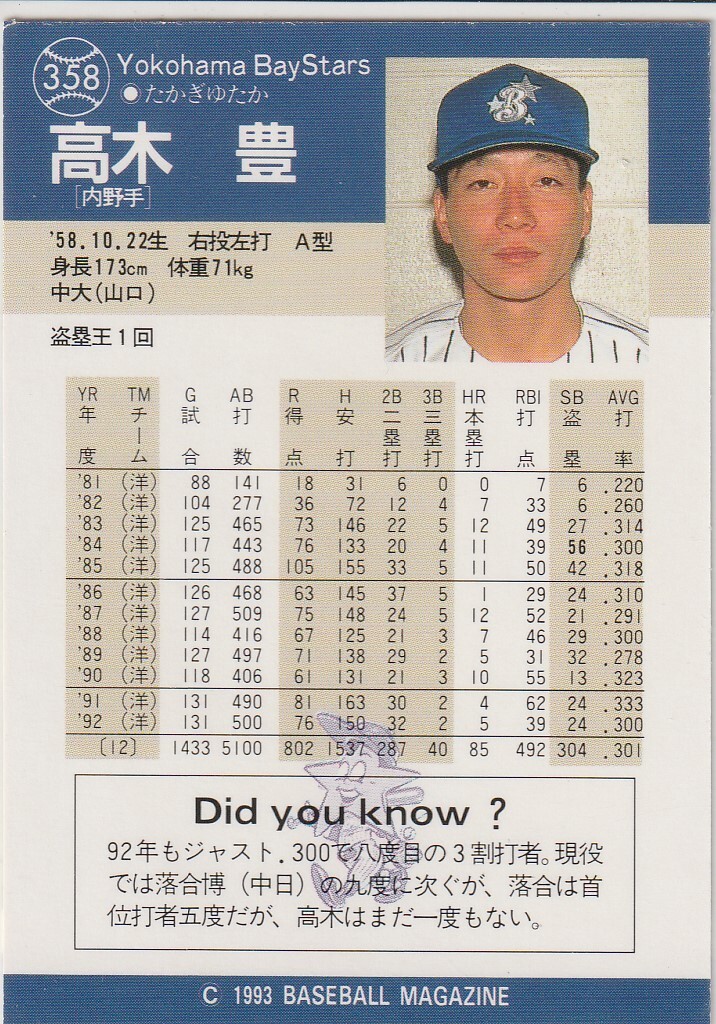 358
Yokohama BayStars
●たかぎゆたか
高木 豊
[内野手]
'58.10.22生 右投左打 A型
身長173cm 体重71kg
中大(山口)
盗塁王1回
YR TM G AB R H 2B 3B HR RBI SB AVG
年度 チーム 試合 打数 得点 安打 二塁打 三塁打 本塁打 打点 盗塁 打率
'81 (洋) 88 141 18 31 6 0 0 7 6 .220
'82 (洋) 104 277 36 72 12 4 7 33 6 .260
'83 (洋) 125 465 73 146 22 5 12 49 27 .314
'84 (洋) 117 443 76 133 20 4 11 39 56 .300
'85 (洋) 125 488 105 155 33 5 11 50 42 .318
'86 (洋) 126 468 63 145 37 5 1 29 24 .310
'87 (洋) 127 509 75 148 24 5 12 52 21 .291
'88 (洋) 114 416 67 125 21 3 7 46 29 .300
'89 (洋) 127 497 71 138 29 2 5 31 32 .278
'90 (洋) 118 406 61 131 21 3 10 55 13 .323
'91 (洋) 131 490 81 163 30 2 4 62 24 .333
'92 (洋) 131 500 76 150 32 2 5 39 24 .300
〔12〕 1433 5100 802 1537 287 40 85 492 304 .301
Did you know ?
92年もジャスト.300で八度目の3割打者。現役
では落合博(中日)の九度に次ぐが、落合は首
位打者五度だが、高木はまだ一度もない。
C 1993 BASEBALL MAGAZINE